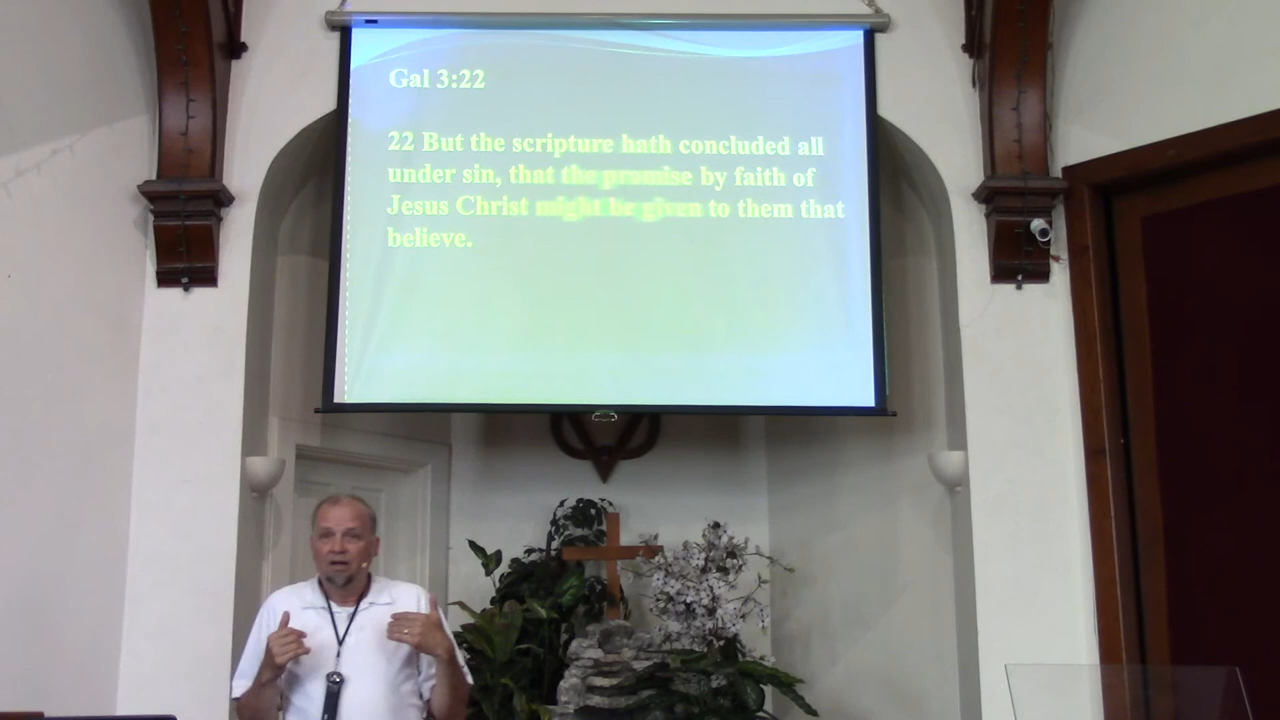 Gal 3:22
22 But the scripture hath concluded all
under sin, that the promise by faith of
Jesus Christ might be given to them that
believe.